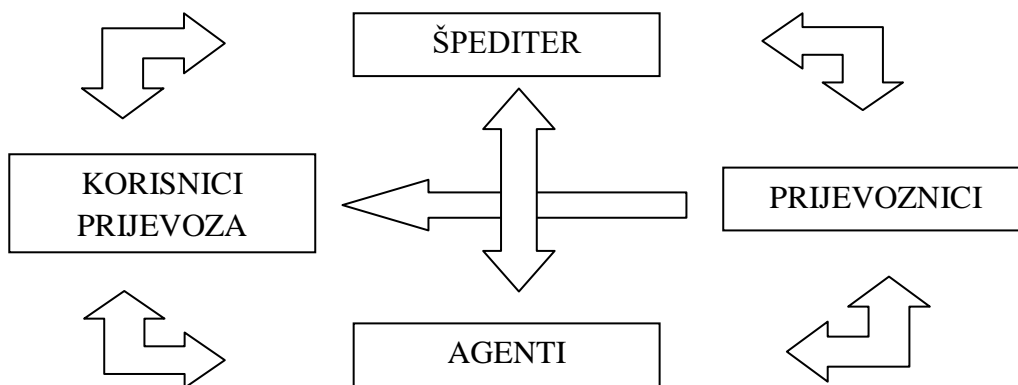 ŠPEDITER
KORISNICI
PRIJEVOZA
PRIJEVOZNICI
AGENTI